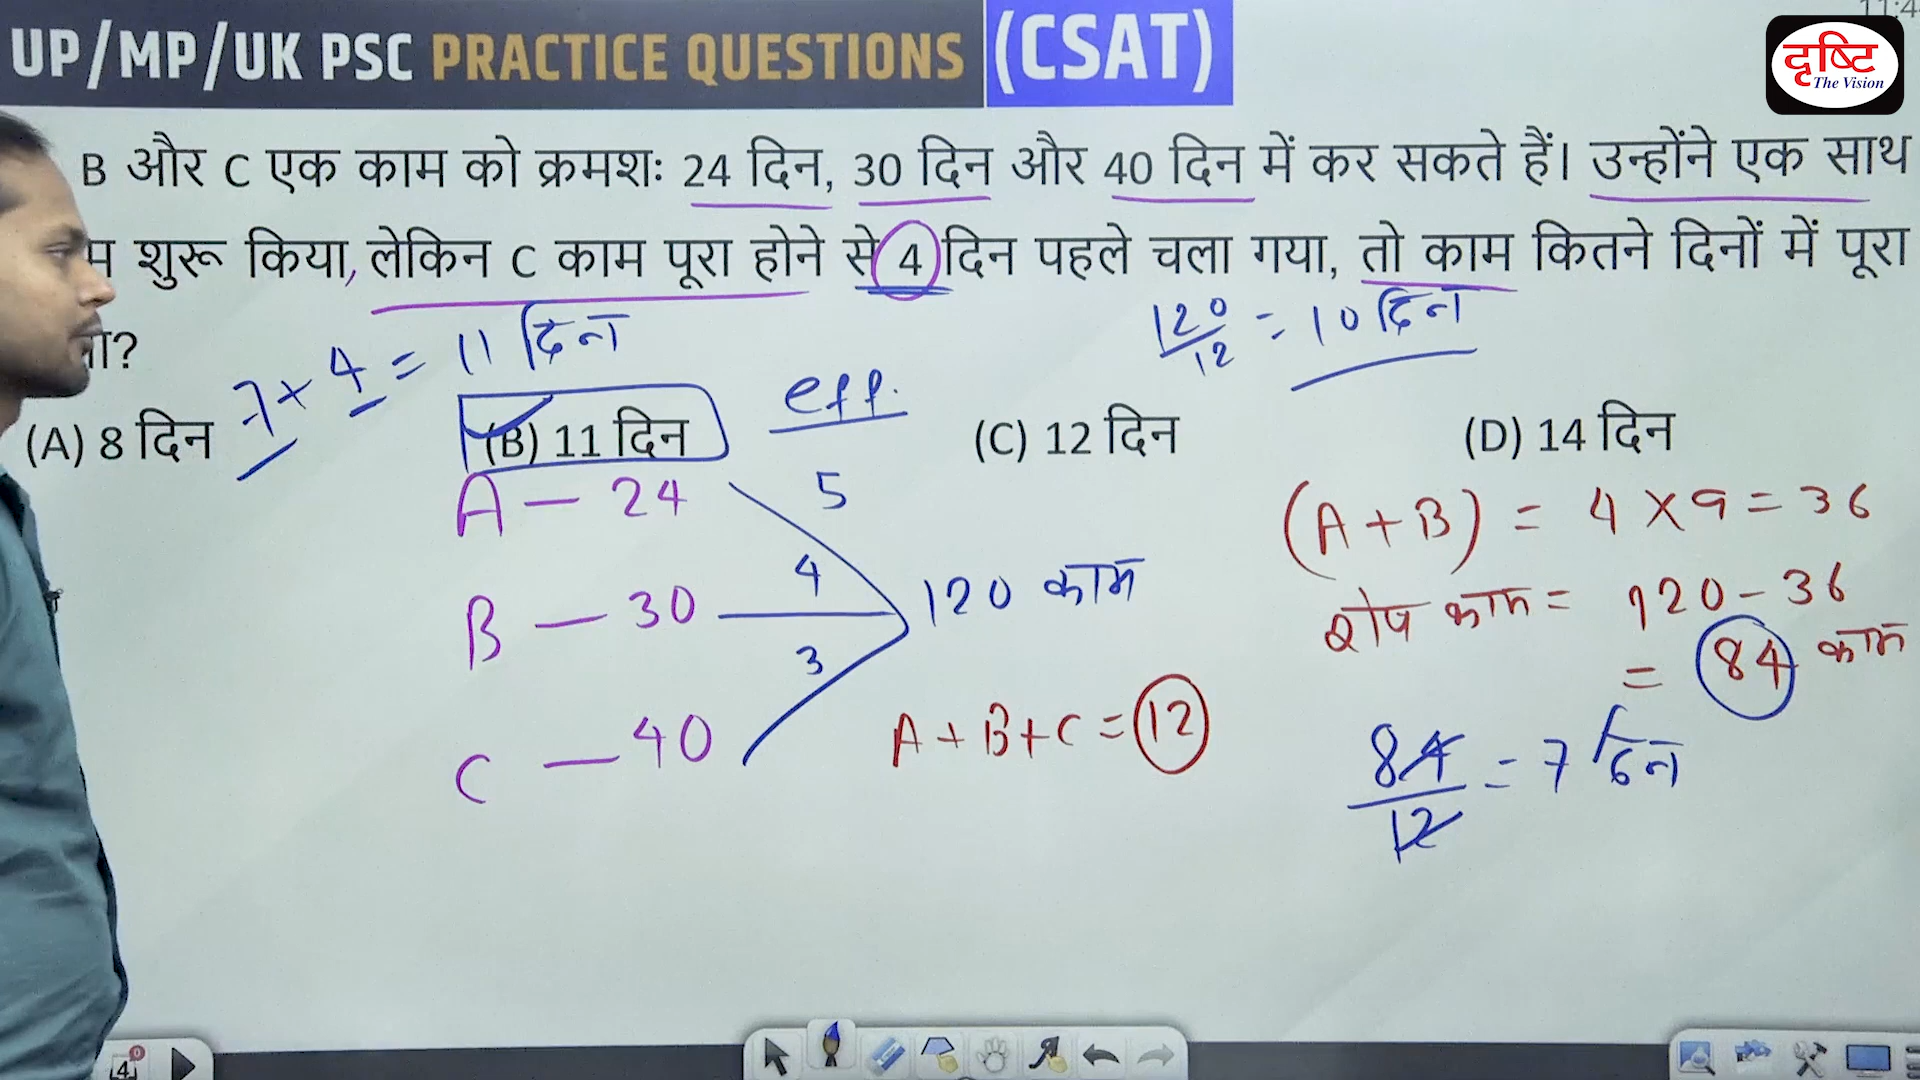 UP/MP/UK PSC PRACTICE QUESTIONS (CSAT)
दृष्टि
The Vision
B और C एक काम को क्रमशः 24 दिन, 30 दिन और 40 दिन में कर सकते हैं। उन्होंने एक साथ
म शुरू किया, लेकिन C काम पूरा होने से 4 दिन पहले चला गया, तो काम कितने दिनों में पूरा
गा?
7 + 4 = 11 दिन
120/12 = 10 दिन
eff.
(A) 8 दिन (B) 11 दिन (C) 12 दिन (D) 14 दिन
A — 24 5
B — 30 4 120 काम
C — 40 3
A + B + C = 12
(A + B) = 4 × 9 = 36
शेष काम = 120 - 36
= 84 काम
84/12 = 7 दिन
4
0